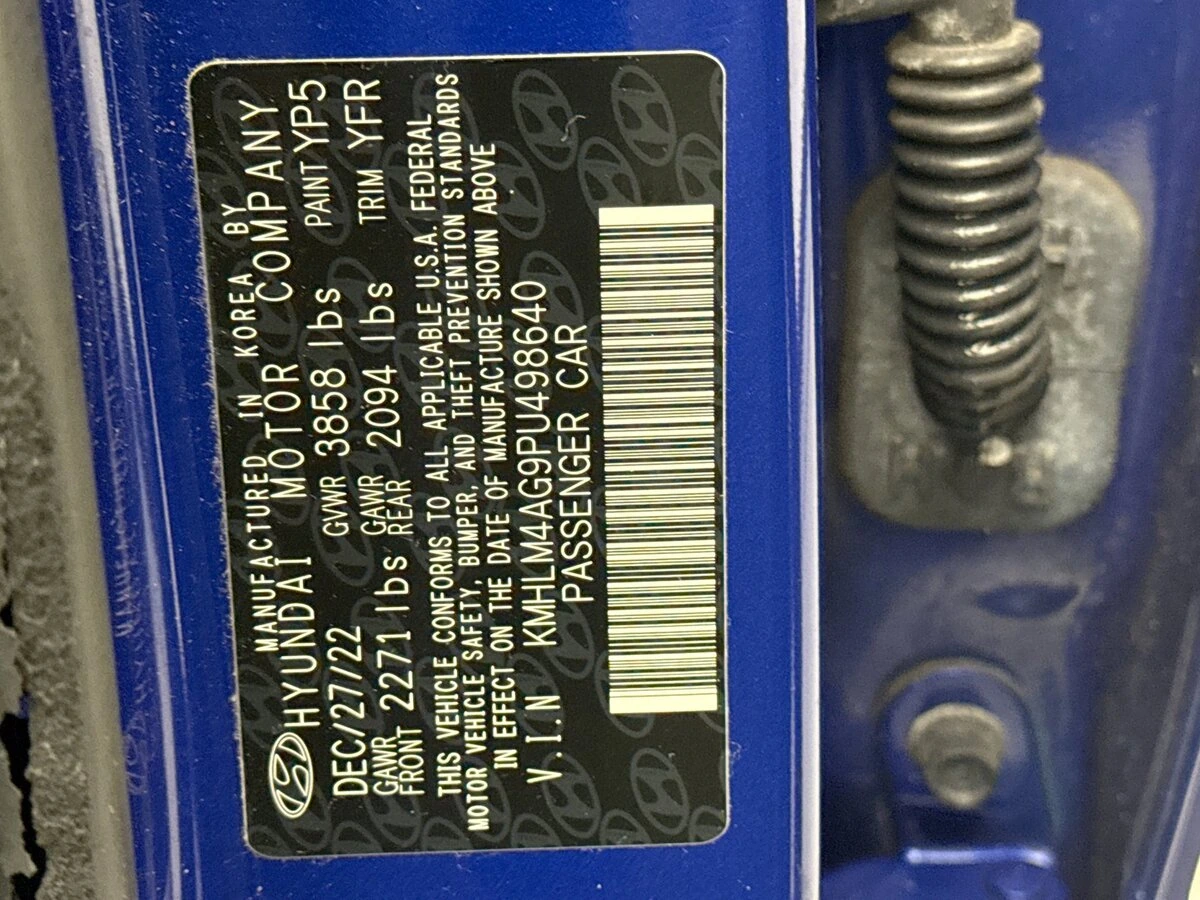 MANUFACTURED IN KOREA BY
HYUNDAI MOTOR COMPANY
DEC/27/22 GVWR 3858 lbs PAINT YP5
GAWR FRONT 2271 lbs GAWR REAR 2094 lbs TRIM YFR
THIS VEHICLE CONFORMS TO ALL APPLICABLE U.S.A. FEDERAL
MOTOR VEHICLE SAFETY, BUMPER, AND THEFT PREVENTION STANDARDS
IN EFFECT ON THE DATE OF MANUFACTURE SHOWN ABOVE
V.I.N KMHLM4AG9PU498640
PASSENGER CAR